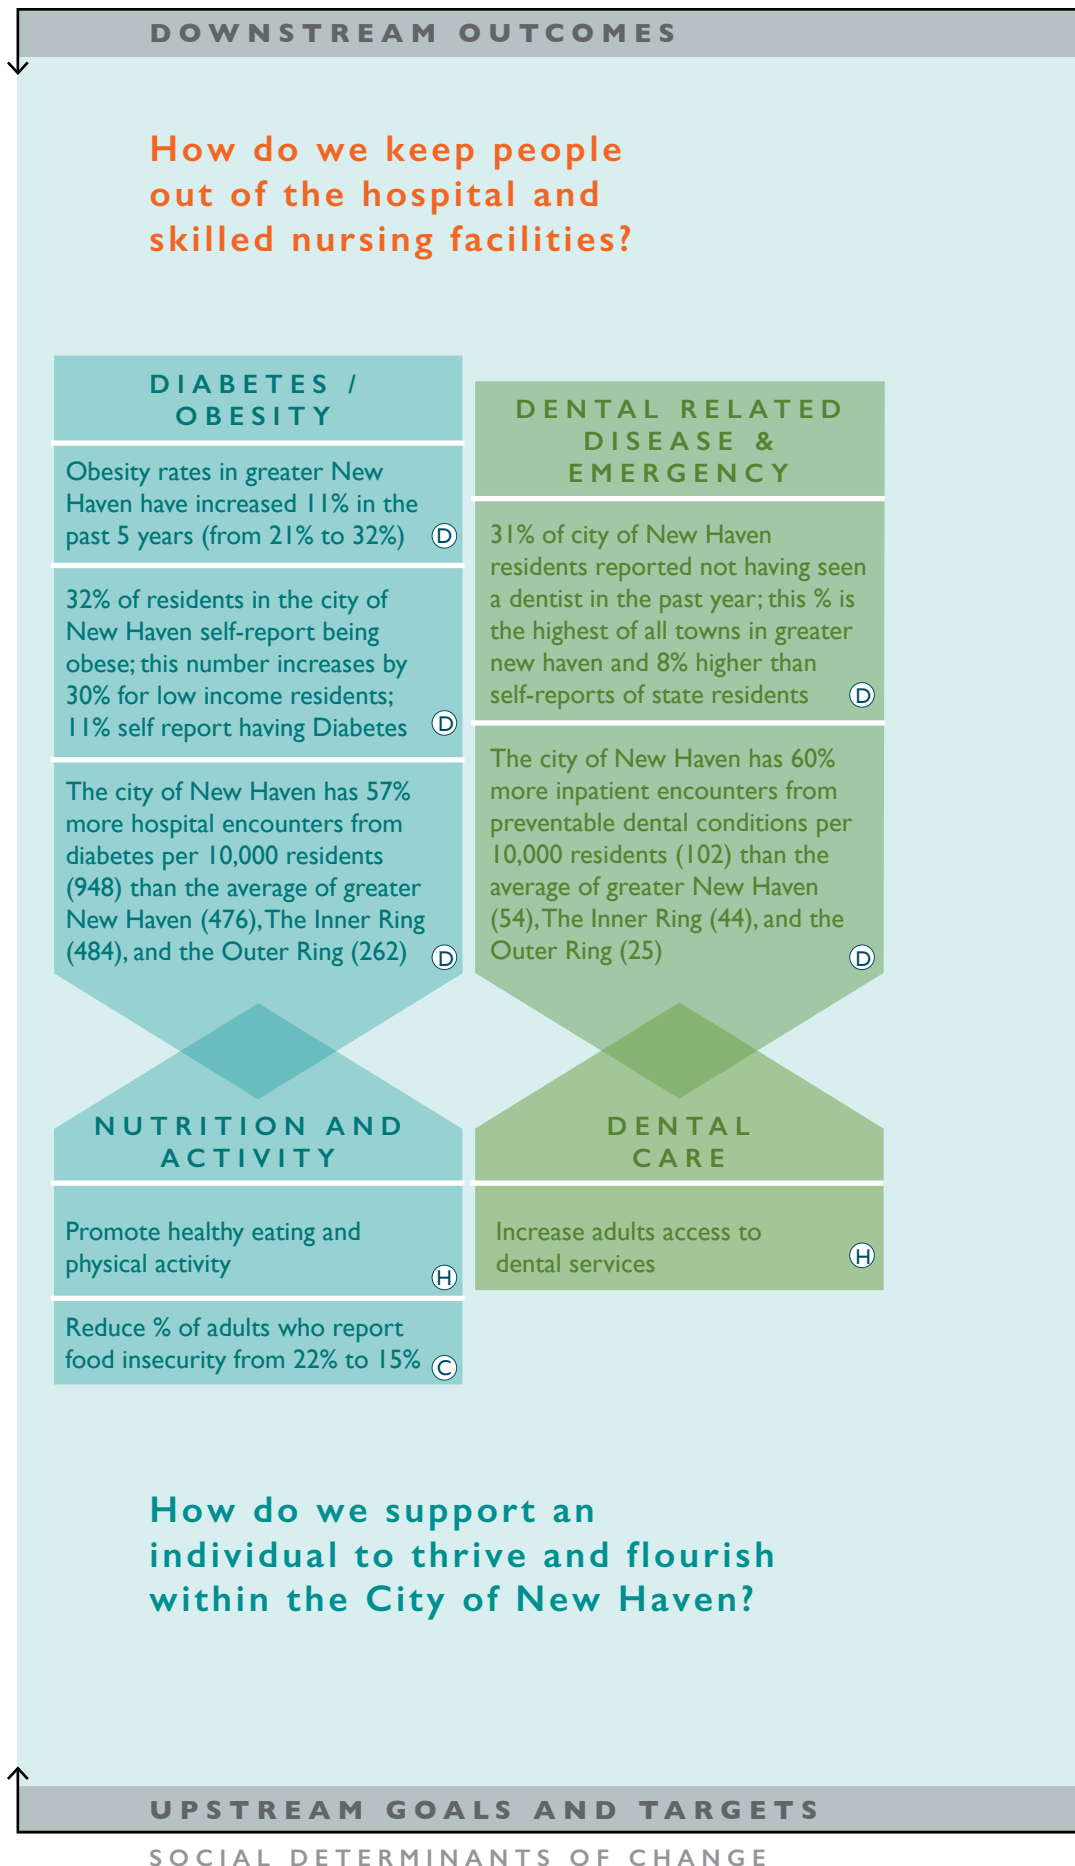 DOWNSTREAM OUTCOMES
How do we keep people
out of the hospital and
skilled nursing facilities?
DIABETES /
OBESITY
Obesity rates in greater New
Haven have increased 11% in the
past 5 years (from 21% to 32%) D
32% of residents in the city of
New Haven self-report being
obese; this number increases by
30% for low income residents;
11% self report having Diabetes D
The city of New Haven has 57%
more hospital encounters from
diabetes per 10,000 residents
(948) than the average of greater
New Haven (476), The Inner Ring
(484), and the Outer Ring (262) D
DENTAL RELATED
DISEASE &
EMERGENCY
31% of city of New Haven
residents reported not having seen
a dentist in the past year; this % is
the highest of all towns in greater
new haven and 8% higher than
self-reports of state residents D
The city of New Haven has 60%
more inpatient encounters from
preventable dental conditions per
10,000 residents (102) than the
average of greater New Haven
(54), The Inner Ring (44), and the
Outer Ring (25) D
NUTRITION AND
ACTIVITY
Promote healthy eating and
physical activity H
Reduce % of adults who report
food insecurity from 22% to 15% C
DENTAL
CARE
Increase adults access to
dental services H
How do we support an
individual to thrive and flourish
within the City of New Haven?
UPSTREAM GOALS AND TARGETS
SOCIAL DETERMINANTS OF CHANGE